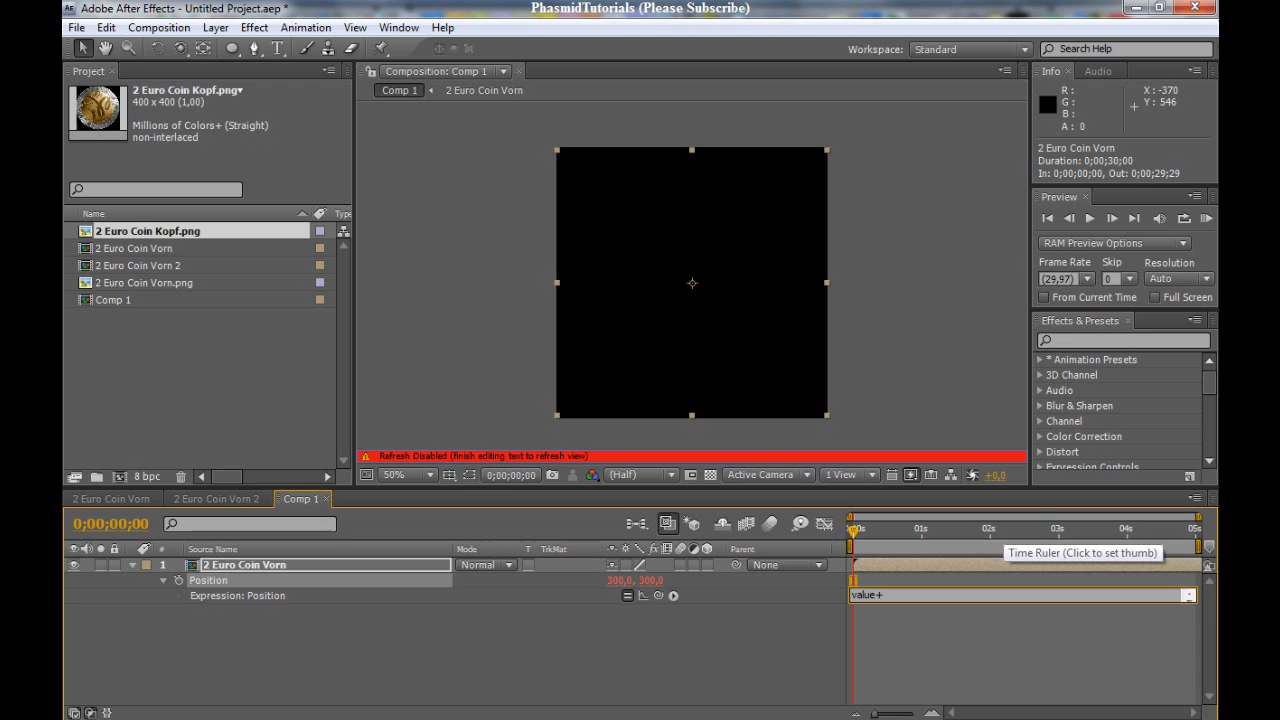 PhasmidTutorials (Please Subscribe)
Adobe After Effects - Untitled Project.aep *
File Edit Composition Layer Effect Animation View Window Help
Workspace: Standard Search Help
Project
2 Euro Coin Kopf.png▾
400 x 400 (1,00)
Millions of Colors+ (Straight)
non-interlaced
Name Type
2 Euro Coin Kopf.png
2 Euro Coin Vorn
2 Euro Coin Vorn 2
2 Euro Coin Vorn.png
Comp 1
8 bpc
Composition: Comp 1
Comp 1 2 Euro Coin Vorn
Refresh Disabled (finish editing text to refresh view)
50% 0;00;00;00 (Half) Active Camera 1 View +0,0
Info Audio
R : X : -370
G : Y : 546
B :
A : 0
2 Euro Coin Vorn
Duration: 0;00;30;00
In: 0;00;00;00, Out: 0;00;29;29
Preview
RAM Preview Options
Frame Rate Skip Resolution
(29,97) 0 Auto
From Current Time Full Screen
Effects & Presets
* Animation Presets
3D Channel
Audio
Blur & Sharpen
Channel
Color Correction
Distort
Expression Controls
2 Euro Coin Vorn 2 Euro Coin Vorn 2 Comp 1
0;00;00;00
01s 02s 03s 04s 05s
# Source Name Mode T TrkMat Parent
Time Ruler (Click to set thumb)
1 2 Euro Coin Vorn Normal None
Position 300,0, 300,0
Expression: Position value+